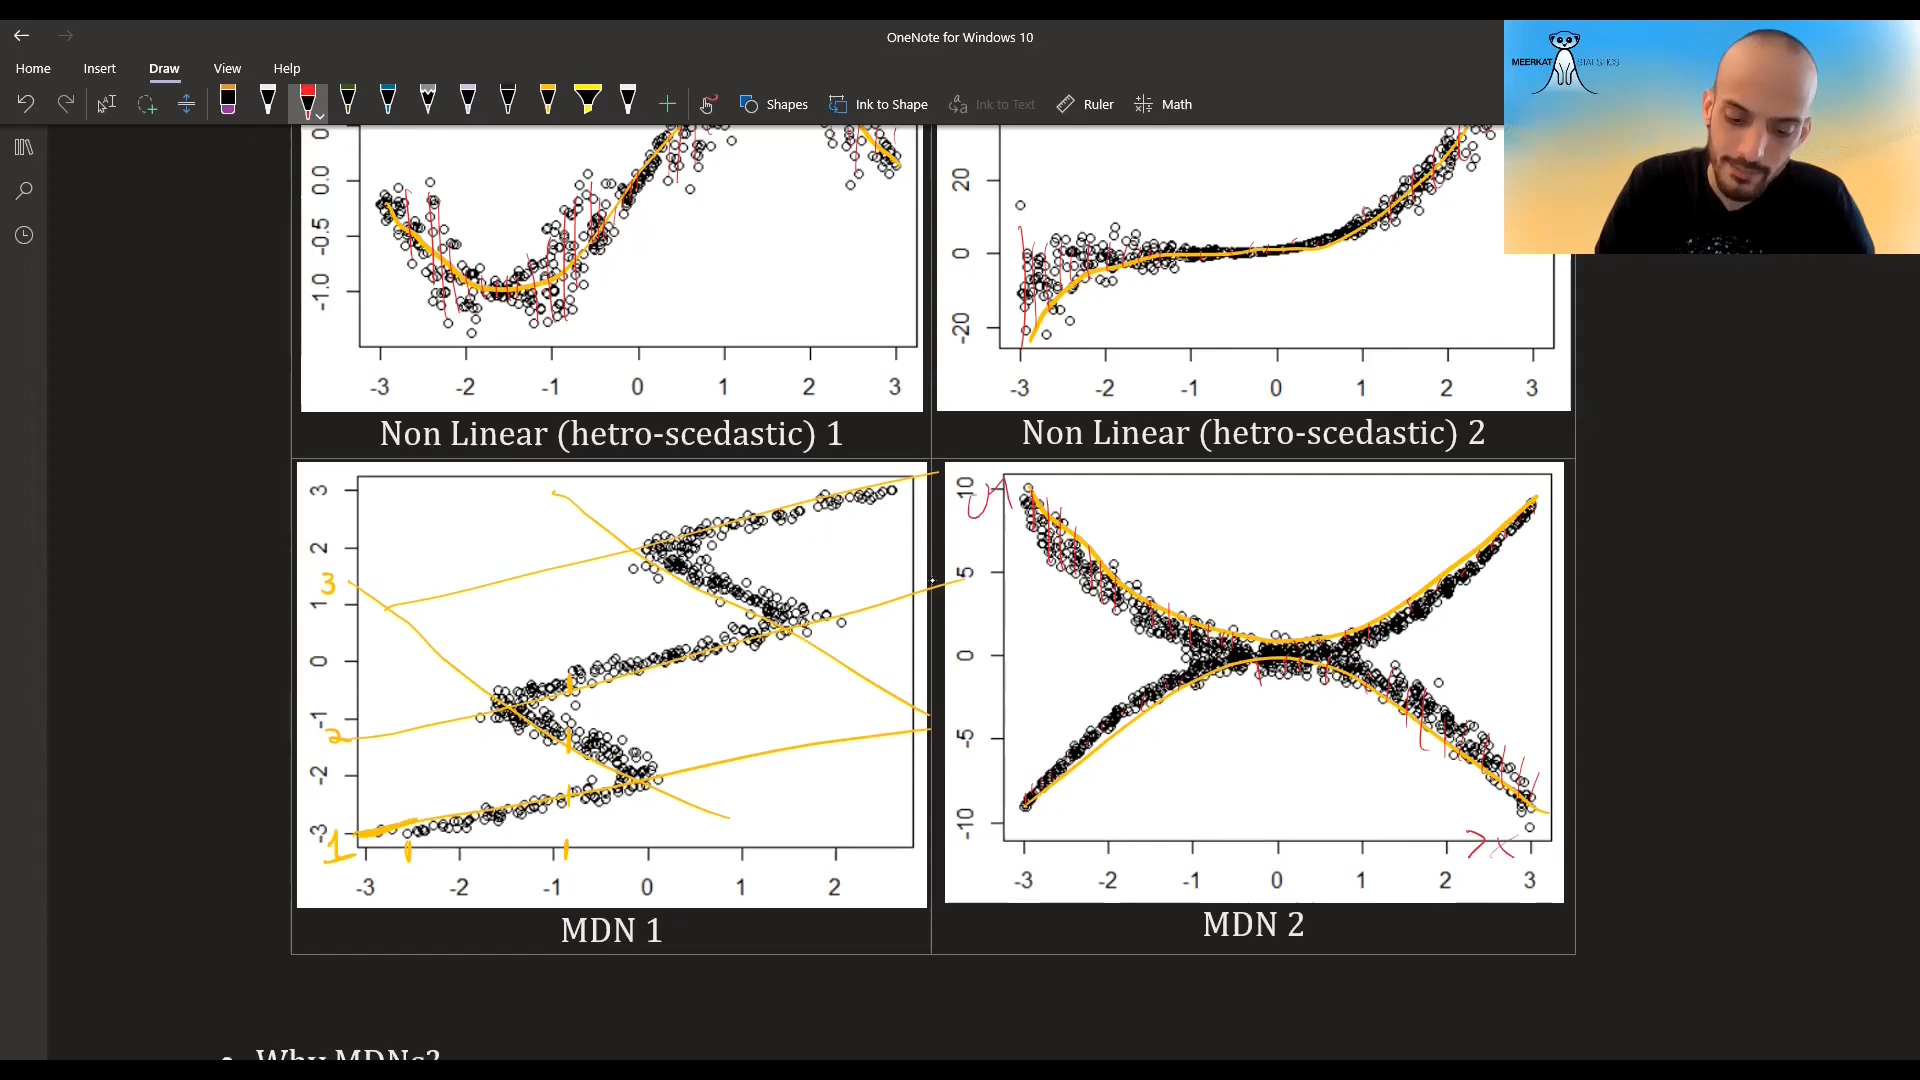 OneNote for Windows 10
MEERKAT STATISTICS
Home Insert Draw View Help
Shapes Ink to Shape Ink to Text Ruler Math
0 0.0 -0.5 -1.0
-3 -2 -1 0 1 2 3
20 0 -20
-3 -2 -1 0 1 2 3
Non Linear (hetro-scedastic) 1
Non Linear (hetro-scedastic) 2
3 2 1 0 -1 -2 -3
3
2
1
-3 -2 -1 0 1 2
10 5 0 -5 -10
y
x
-3 -2 -1 0 1 2 3
MDN 1
MDN 2
Why MDNs?